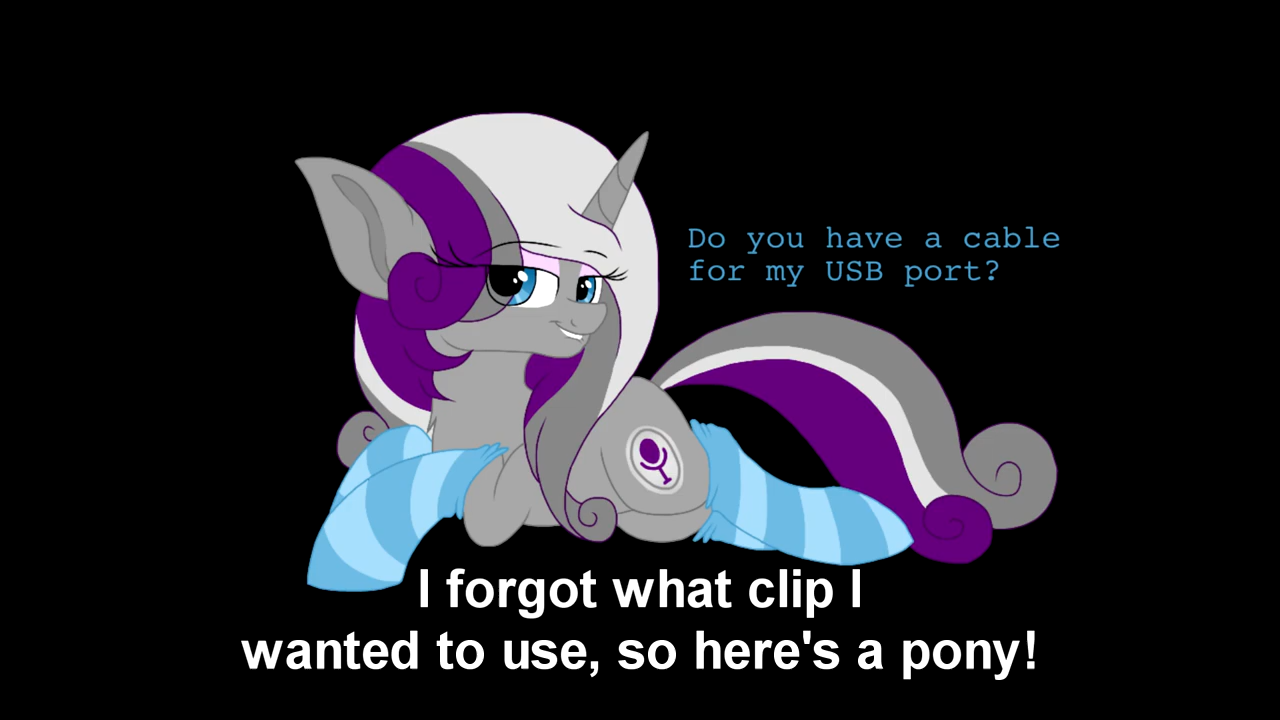 Do you have a cable
for my USB port?
I forgot what clip I
wanted to use, so here's a pony!